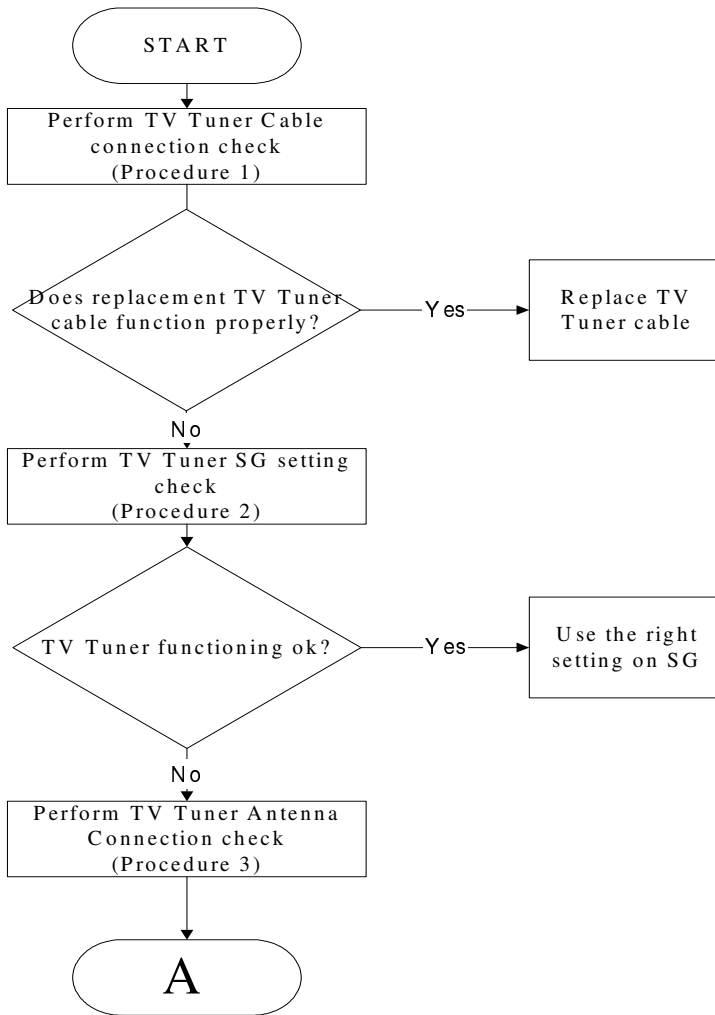 START
Perform TV Tuner Cable
connection check
(Procedure 1)
Does replacement TV Tuner
cable function properly?
Yes
Replace TV
Tuner cable
No
Perform TV Tuner SG setting
check
(Procedure 2)
TV Tuner functioning ok?
Yes
Use the right
setting on SG
No
Perform TV Tuner Antenna
Connection check
(Procedure 3)
A